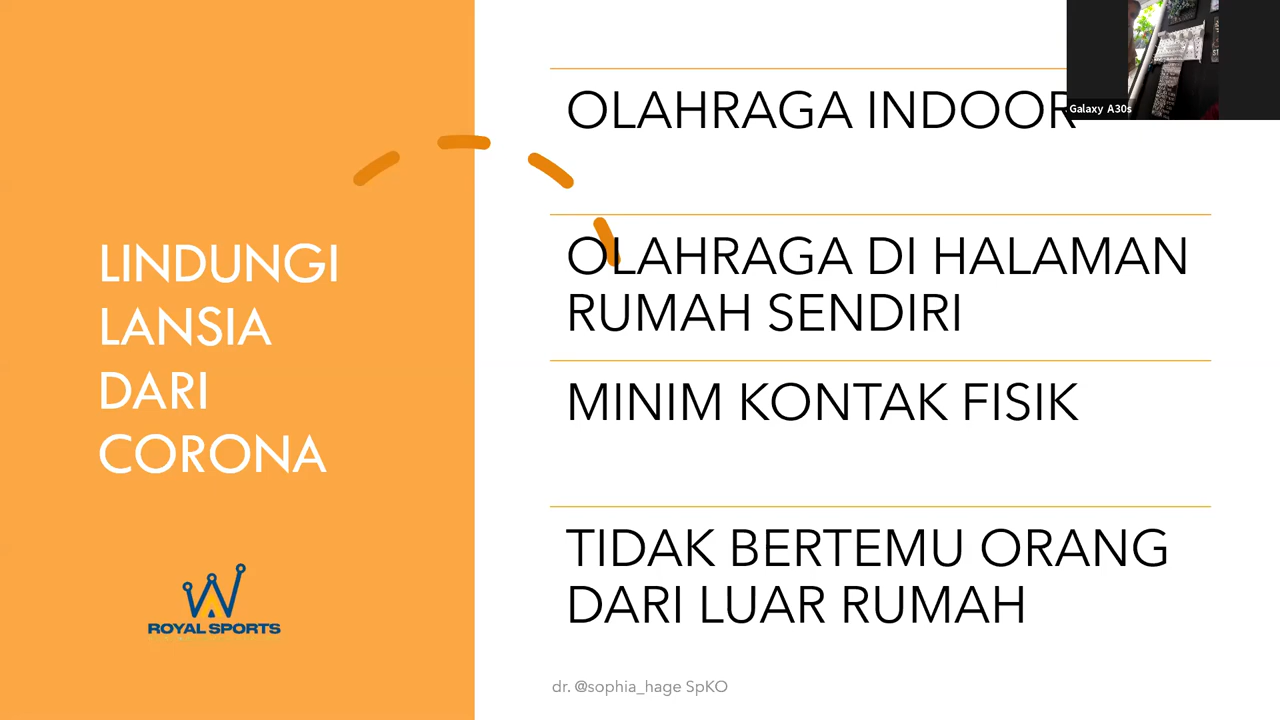 OLAHRAGA INDOOR
Galaxy A30s
OLAHRAGA DI HALAMAN
RUMAH SENDIRI
LINDUNGI
LANSIA
DARI
CORONA
MINIM KONTAK FISIK
TIDAK BERTEMU ORANG
DARI LUAR RUMAH
ROYAL SPORTS
dr. @sophia_hage SpKO